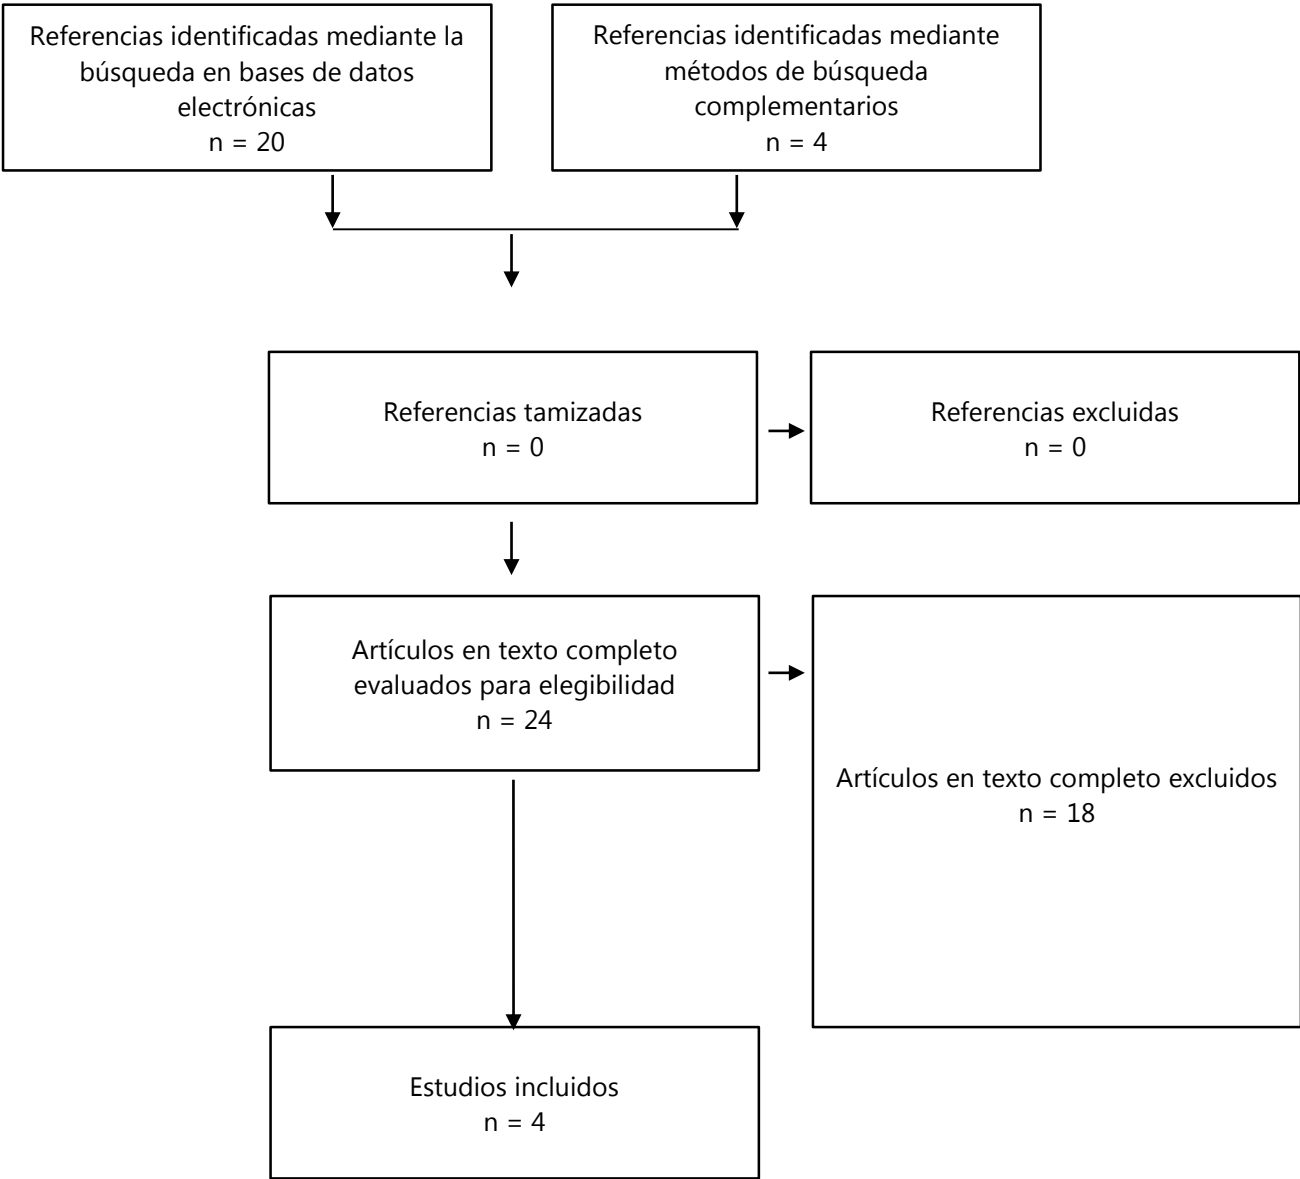 Referencias identificadas mediante la
búsqueda en bases de datos
electrónicas
n = 20
Referencias identificadas mediante
métodos de búsqueda
complementarios
n = 4
Referencias tamizadas
n = 0
Referencias excluidas
n = 0
Artículos en texto completo
evaluados para elegibilidad
n = 24
Artículos en texto completo excluidos
n = 18
Estudios incluidos
n = 4